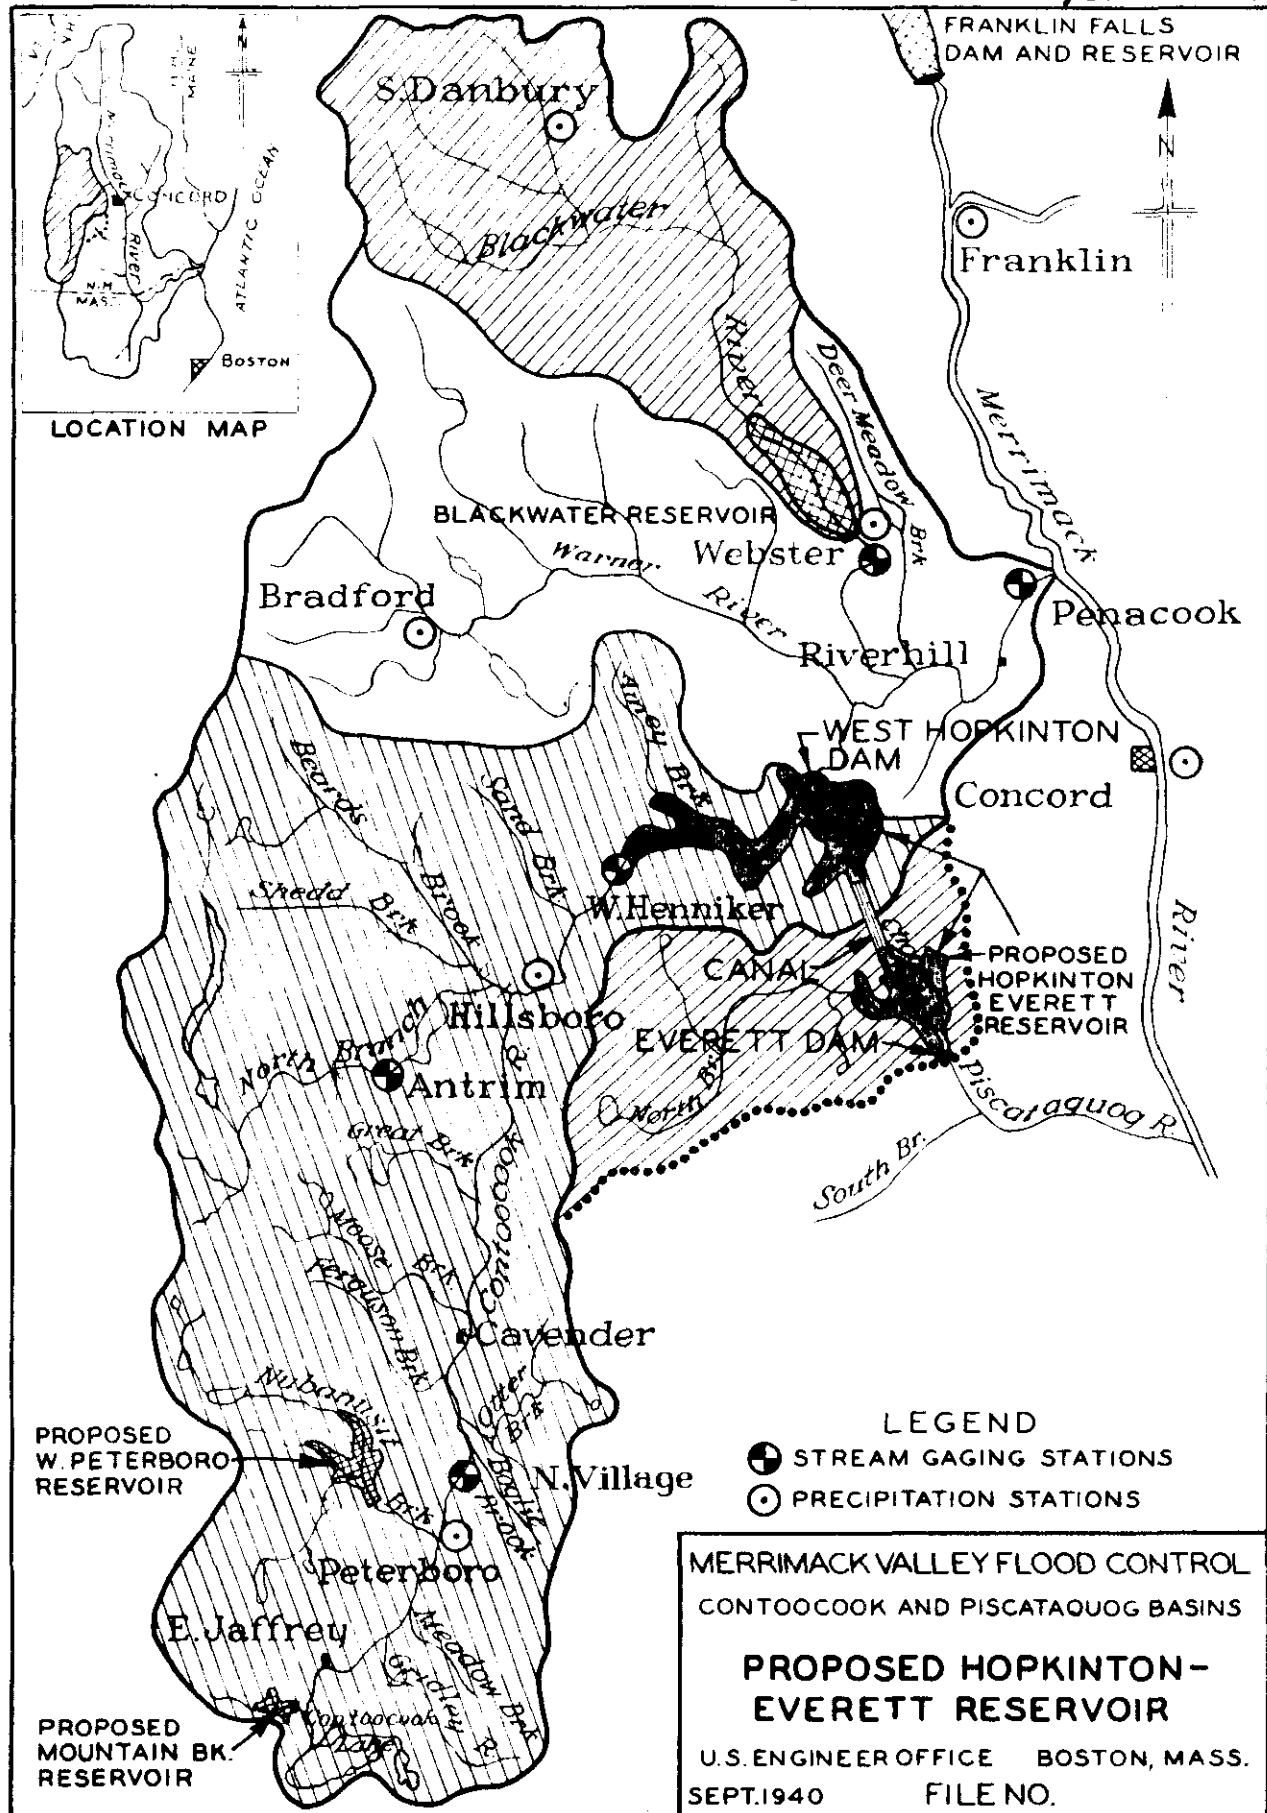 FRANKLIN FALLS
DAM AND RESERVOIR
N
N
MAINE
Merrimack
CONCORD
River
ATLANTIC OCEAN
N.H.
MASS.
BOSTON
LOCATION MAP
S.Danbury
Blackwater
River
Franklin
Deer Meadow Brk
Merrimack
BLACKWATER RESERVOIR
Webster
Warner
River
Bradford
Penacook
Riverhill
Amey Brk
WEST HOPKINTON
DAM
Concord
Beards
Brook
Sand Brk
Shedd Brk
W.Henniker
River
CANAL
PROPOSED
HOPKINTON
EVERETT
RESERVOIR
Hillsboro
EVERETT DAM
North Branch
Antrim
North Br.
Piscataquog R.
South Br.
Great Brk
Contoocook R.
Moose Brk.
Ferguson Brk
Cavender
Otter Brk
Nubanusit
Brk
PROPOSED
W. PETERBORO
RESERVOIR
N.Village
Boglie
Brook
Peterboro
E.Jaffrey
Meadow Brk
Gridley R.
Contoocook
Lake
PROPOSED
MOUNTAIN BK.
RESERVOIR
LEGEND
STREAM GAGING STATIONS
PRECIPITATION STATIONS
MERRIMACK VALLEY FLOOD CONTROL
CONTOOCOOK AND PISCATAQUOG BASINS
PROPOSED HOPKINTON-
EVERETT RESERVOIR
U.S. ENGINEER OFFICE BOSTON, MASS.
SEPT. 1940 FILE NO.